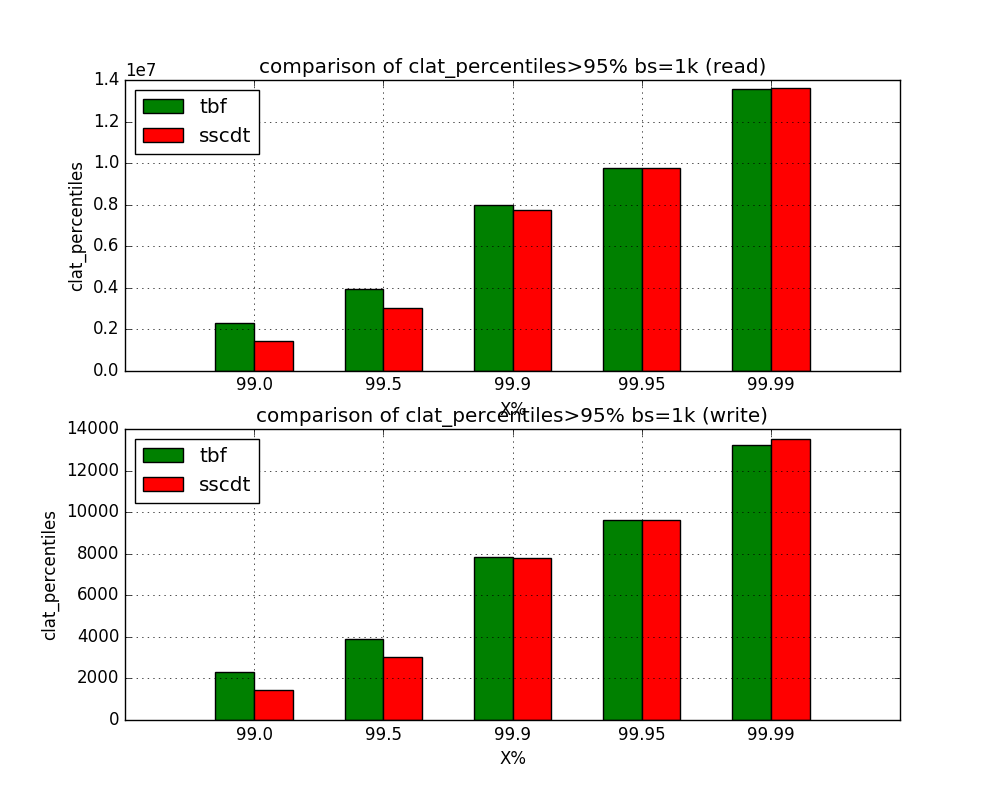 comparison of clat_percentiles>95% bs=1k (read)
1e7
1.4
1.2
1.0
0.8
0.6
0.4
0.2
0.0
clat_percentiles
tbf
sscdt
99.0 99.5 99.9 99.95 99.99
X%
comparison of clat_percentiles>95% bs=1k (write)
14000
12000
10000
8000
6000
4000
2000
0
clat_percentiles
tbf
sscdt
99.0 99.5 99.9 99.95 99.99
X%